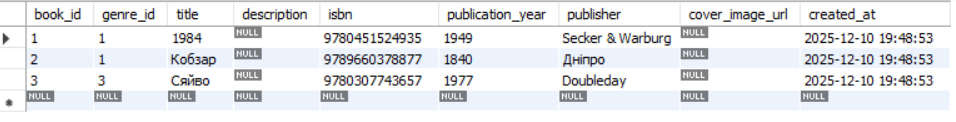 book_id genre_id title description isbn publication_year publisher cover_image_url created_at
1 1 1984 NULL 9780451524935 1949 Secker & Warburg NULL 2025-12-10 19:48:53
2 1 Кобзар NULL 9789660378877 1840 Дніпро NULL 2025-12-10 19:48:53
3 3 Сяйво NULL 9780307743657 1977 Doubleday NULL 2025-12-10 19:48:53
NULL NULL NULL NULL NULL NULL NULL NULL NULL